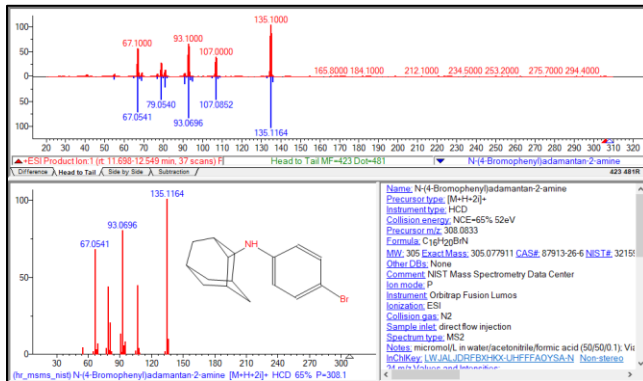 100
50
0
50
100
67.1000
93.1000
107.0000
135.1000
165.8000 184.1000
212.1000
234.5000 253.2000
275.7000 294.4000
67.0541
79.0540
93.0696
107.0852
135.1164
20 30 40 50 60 70 80 90 100 110 120 130 140 150 160 170 180 190 200 210 220 230 240 250 260 270 280 290 300 310 320
+ESI Product Ion:1 (rt: 11.698-12.549 min, 37 scans) F
Head to Tail MF=423 Dot=481
N-(4-Bromophenyl)adamantan-2-amine
Difference Head to Tail Side by Side Subtraction
423 481R
100
50
0
67.0541
93.0696
135.1164
NH
Br
30 60 90 120 150 180 210 240 270 300
(hr_msms_nist) N-(4-Bromophenyl)adamantan-2-amine [M+H+2i]+ HCD 65% P=308.1
Name: N-(4-Bromophenyl)adamantan-2-amine
Precursor type: [M+H+2i]+
Instrument type: HCD
Collision energy: NCE=65% 52eV
Precursor m/z: 308.0833
Formula: C16H20BrN
MW: 305 Exact Mass: 305.077911 CAS#: 87913-26-6 NIST#: 32155
Other DBs: None
Comment: NIST Mass Spectrometry Data Center
Ion mode: P
Instrument: Orbitrap Fusion Lumos
Ionization: ESI
Collision gas: N2
Sample inlet: direct flow injection
Spectrum type: MS2
Notes: micromol/L in water/acetonitrile/formic acid (50/50/0.1); Via
InChIKey: LWJALJDRFBXHKX-UHFFFAOYSA-N Non-stereo